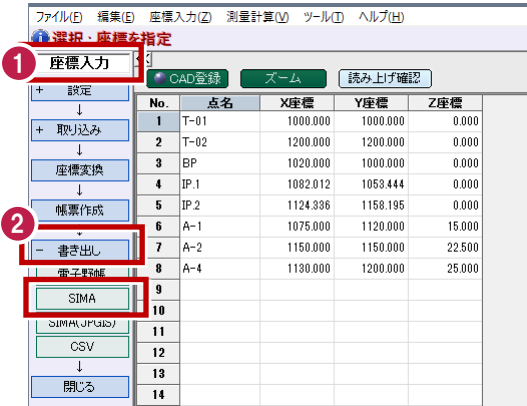 ファイル(F) 編集(E) 座標入力(Z) 測量計算(V) ツール(T) ヘルプ(H)
選択：座標を指定
1
座標入力
CAD登録 ズーム 読み上げ確認
+ 設定
↓
+ 取り込み
↓
座標変換
↓
帳票作成
↓
2
- 書き出し
電子野帳
SIMA
SIMA(JPGIS)
CSV
↓
閉じる
No. 点名 X座標 Y座標 Z座標
1 T-01 1000.000 1000.000 0.000
2 T-02 1200.000 1200.000 0.000
3 BP 1020.000 1000.000 0.000
4 IP.1 1082.012 1053.444 0.000
5 IP.2 1124.336 1158.195 0.000
6 A-1 1075.000 1120.000 15.000
7 A-2 1150.000 1150.000 22.500
8 A-4 1130.000 1200.000 25.000
9
10
11
12
13
14